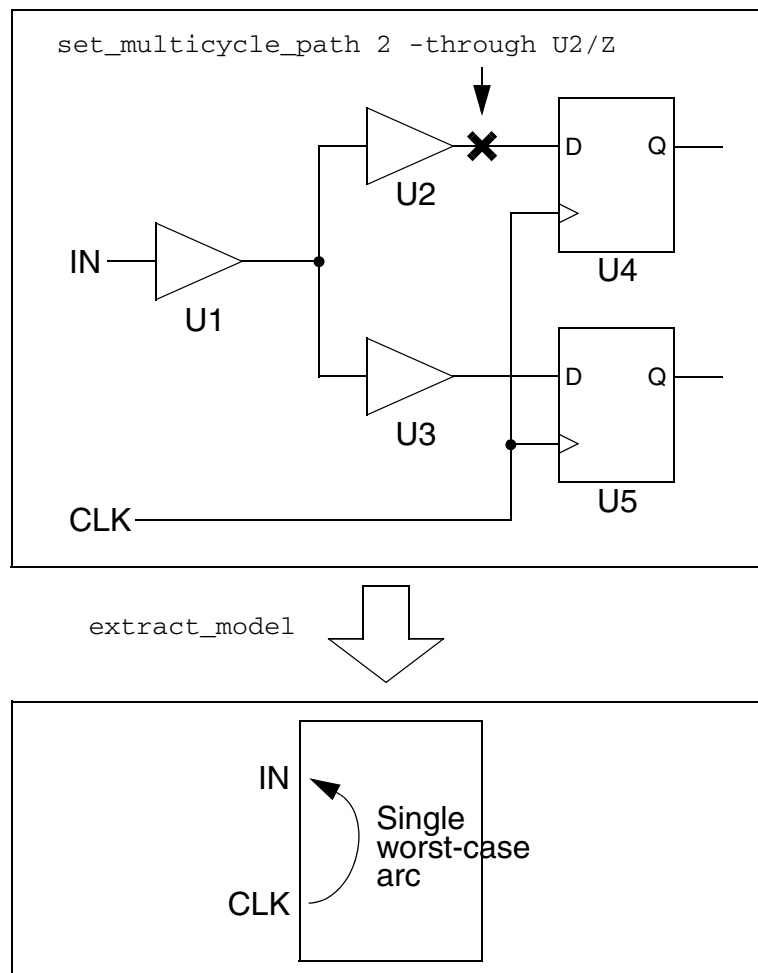 set_multicycle_path 2 -through U2/Z
U2
D
Q
IN
U1
U4
U3
D
Q
U5
CLK
extract_model
IN
Single
worst-case
arc
CLK